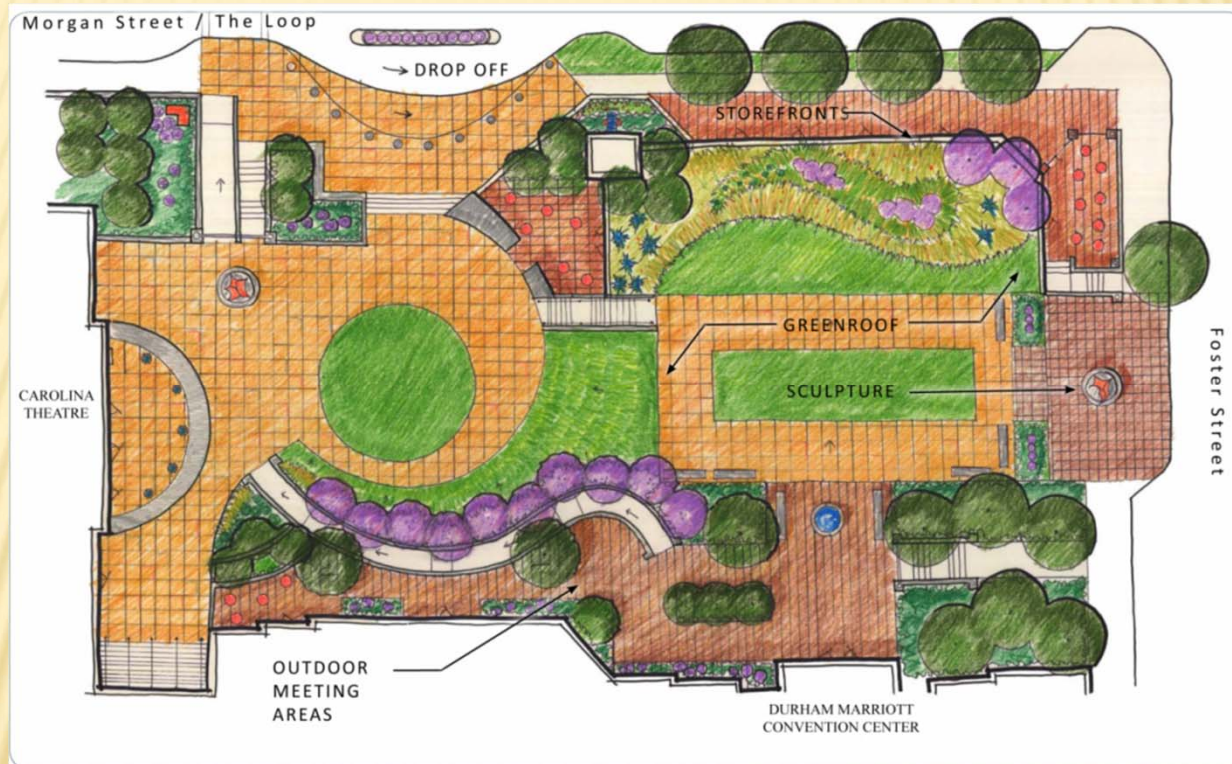 Morgan Street / The Loop
DROP OFF
STOREFRONTS
GREENROOF
SCULPTURE
CAROLINA
THEATRE
Foster Street
OUTDOOR
MEETING
AREAS
DURHAM MARRIOTT
CONVENTION CENTER